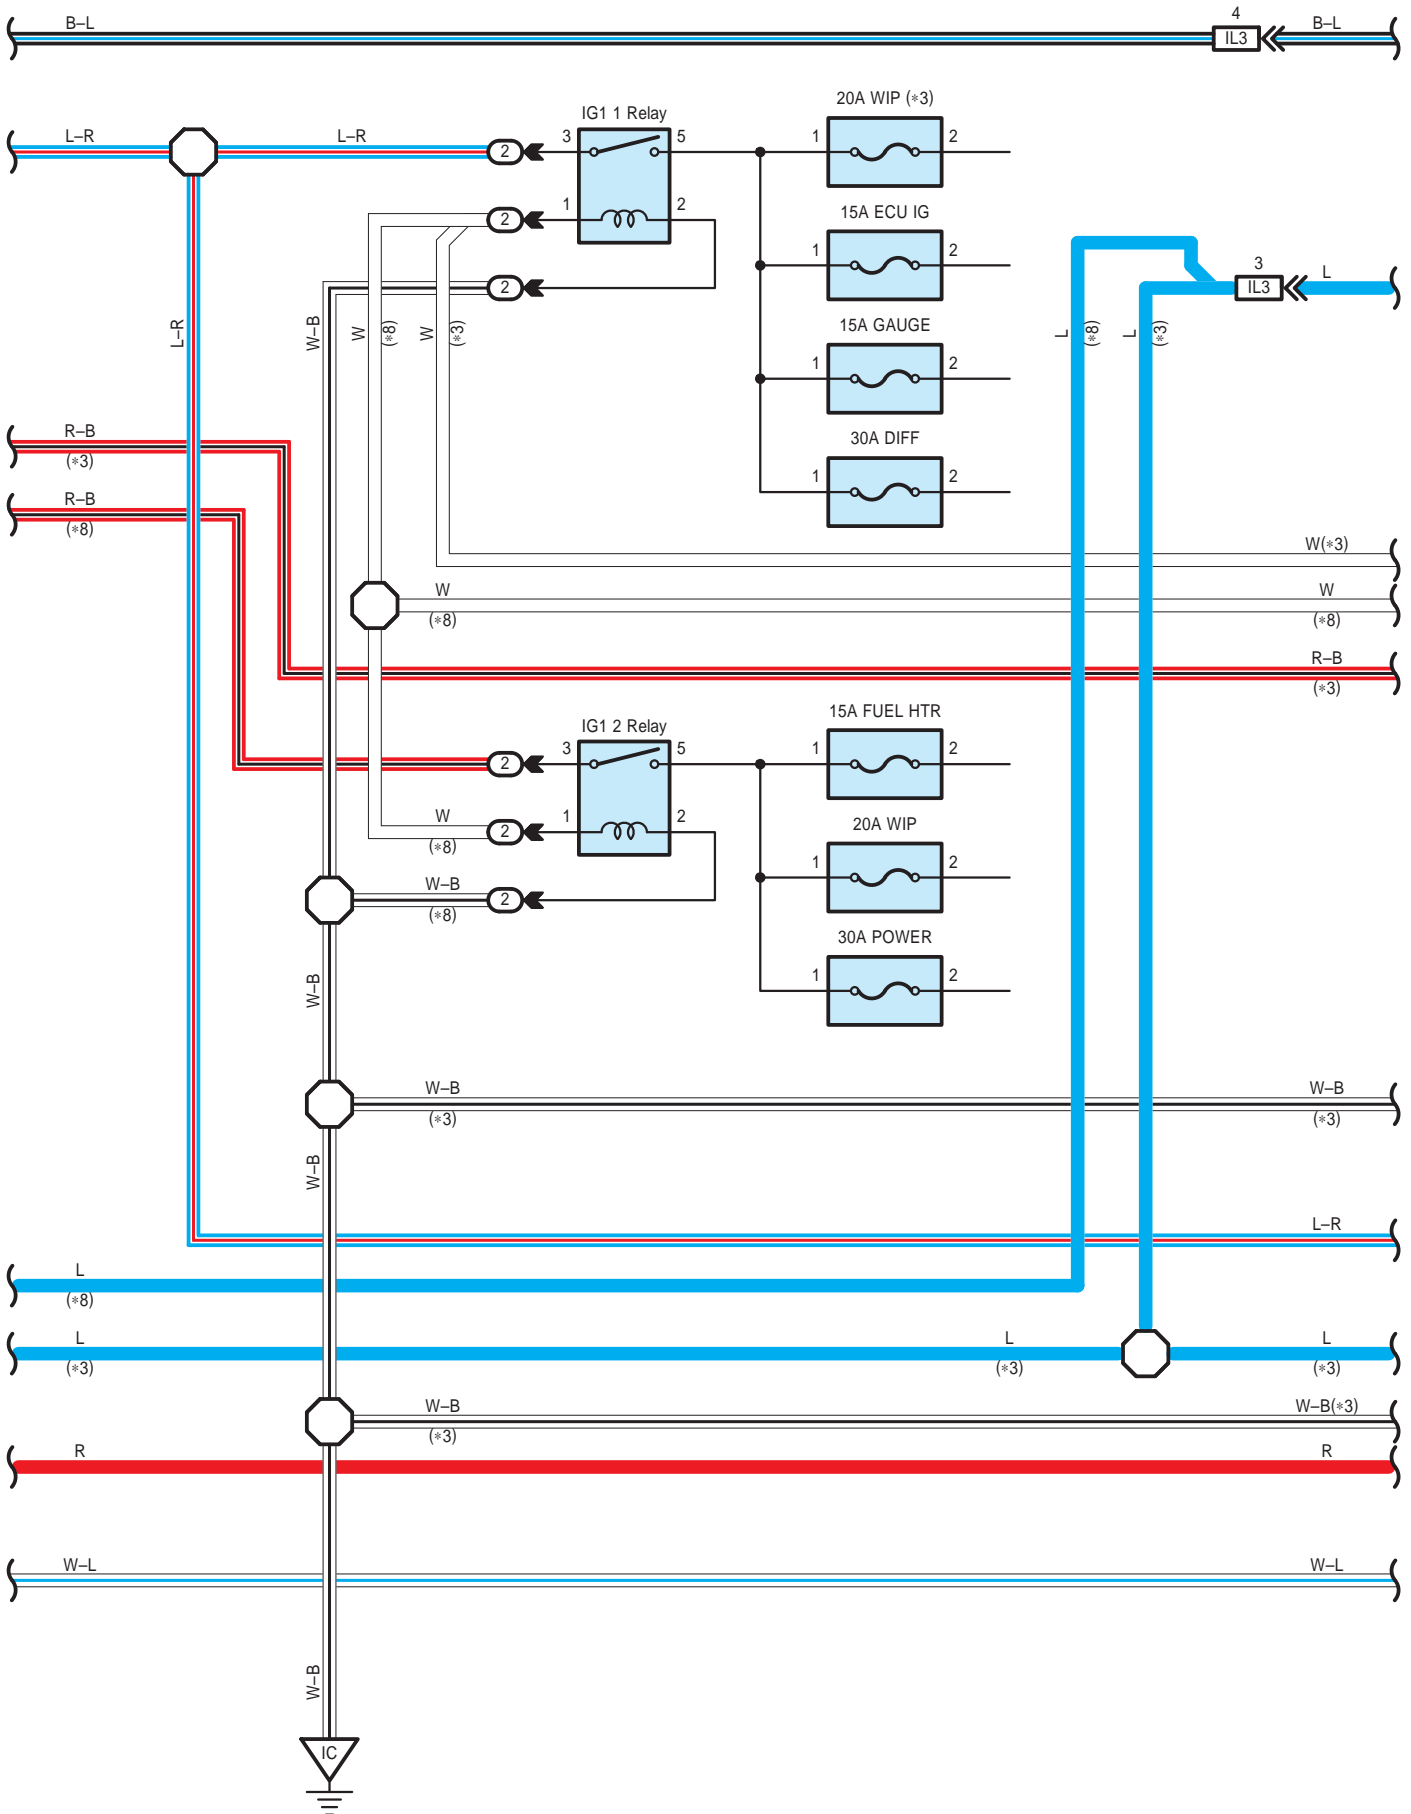 B–L
4
IL3
B–L
L–R
L–R
2
3
IG1 1 Relay
5
20A WIP (∗3)
1
2
2
1
2
15A ECU IG
1
2
2
3
IL3
L
L–R
W–B
W
(∗8)
W
(∗3)
15A GAUGE
1
2
L
(∗8)
L
(∗3)
R–B
(∗3)
30A DIFF
1
2
R–B
(∗8)
W(∗3)
W
(∗8)
W
(∗8)
R–B
(∗3)
IG1 2 Relay
2
3
5
15A FUEL HTR
1
2
W
(∗8)
2
1
2
20A WIP
1
2
W–B
(∗8)
2
30A POWER
1
2
W–B
W–B
(∗3)
W–B
(∗3)
W–B
L–R
L
(∗8)
L
(∗3)
L
(∗3)
L
(∗3)
W–B
(∗3)
W–B(∗3)
R
R
W–L
W–L
W–B
IC